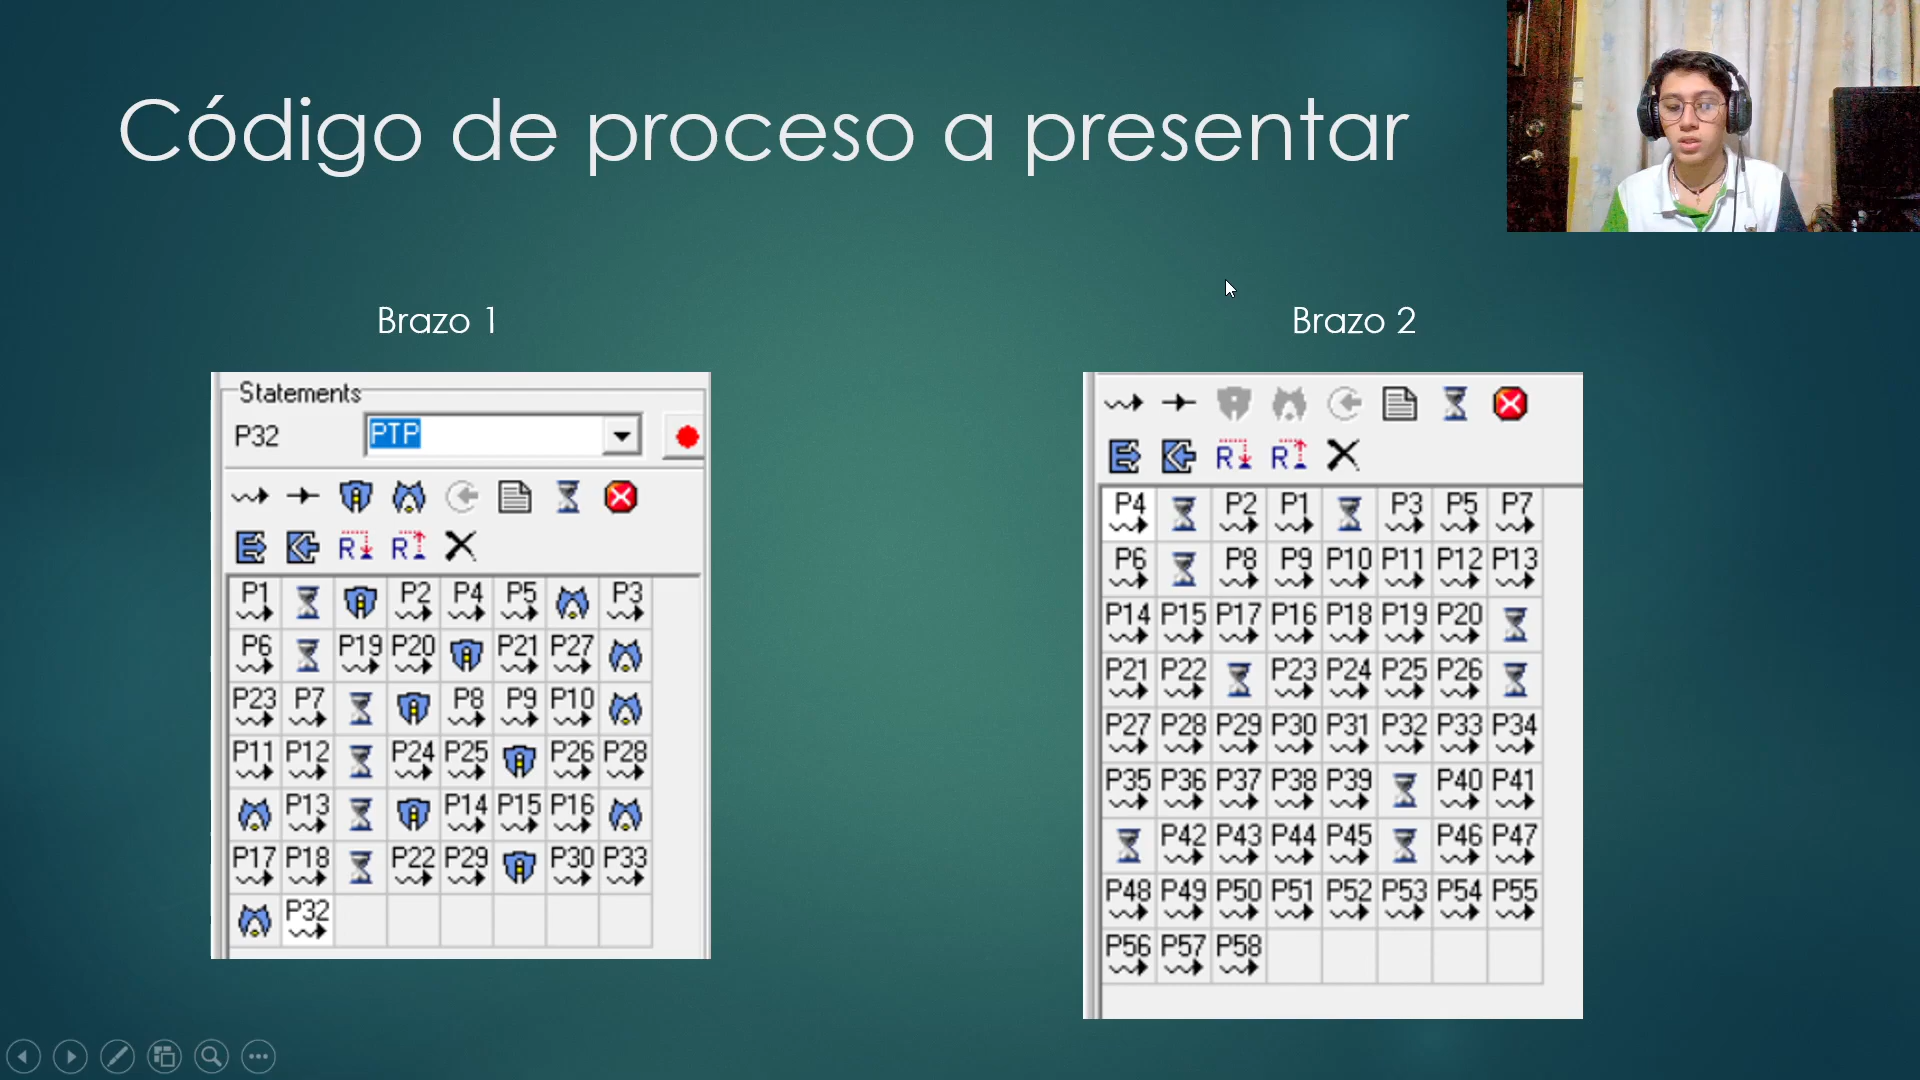 Código de proceso a presentar
Brazo 1
Statements
P32 PTP
R R
P1 P2 P4 P5 P3
P6 P19 P20 P21 P27
P23 P7 P8 P9 P10
P11 P12 P24 P25 P26 P28
P13 P14 P15 P16
P17 P18 P22 P29 P30 P33
P32
Brazo 2
R R
P4 P2 P1 P3 P5 P7
P6 P8 P9 P10 P11 P12 P13
P14 P15 P17 P16 P18 P19 P20
P21 P22 P23 P24 P25 P26
P27 P28 P29 P30 P31 P32 P33 P34
P35 P36 P37 P38 P39 P40 P41
P42 P43 P44 P45 P46 P47
P48 P49 P50 P51 P52 P53 P54 P55
P56 P57 P58